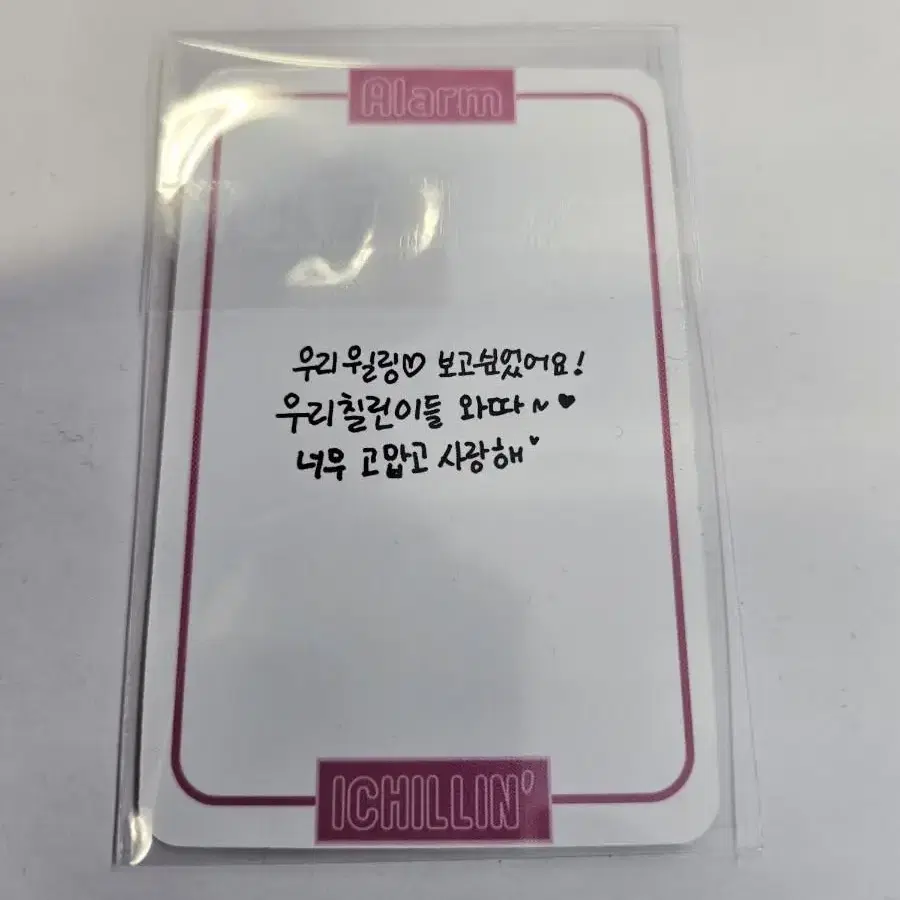 Alarm
우리 윌링♡ 보고싶었어요!
우리칠린이들 와따~♥
너무 고맙고 사랑해♥
ICHILLIN'